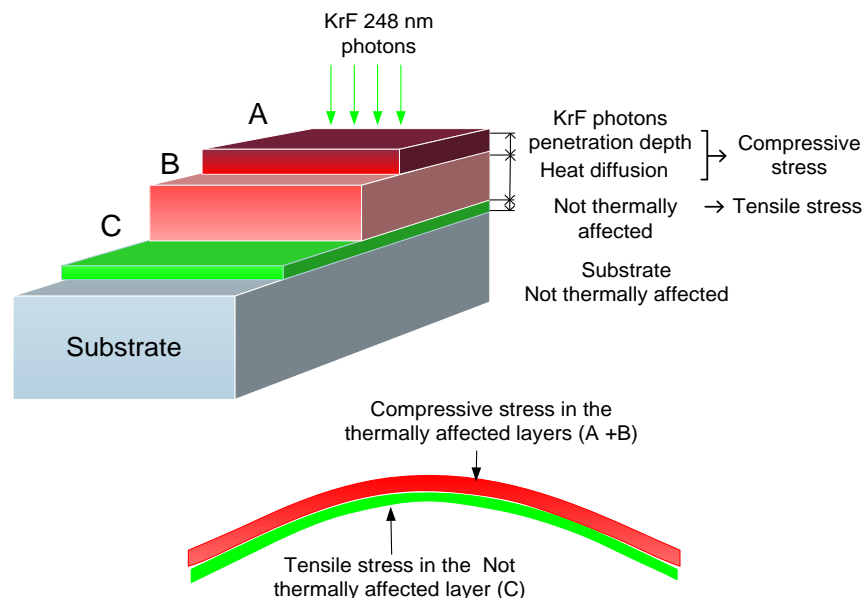 KrF 248 nm
photons
A
B
C
KrF photons
penetration depth
Heat diffusion
Compressive
stress
Not thermally
affected
Tensile stress
Substrate
Not thermally affected
Substrate
Compressive stress in the
thermally affected layers (A +B)
Tensile stress in the Not
thermally affected layer (C)